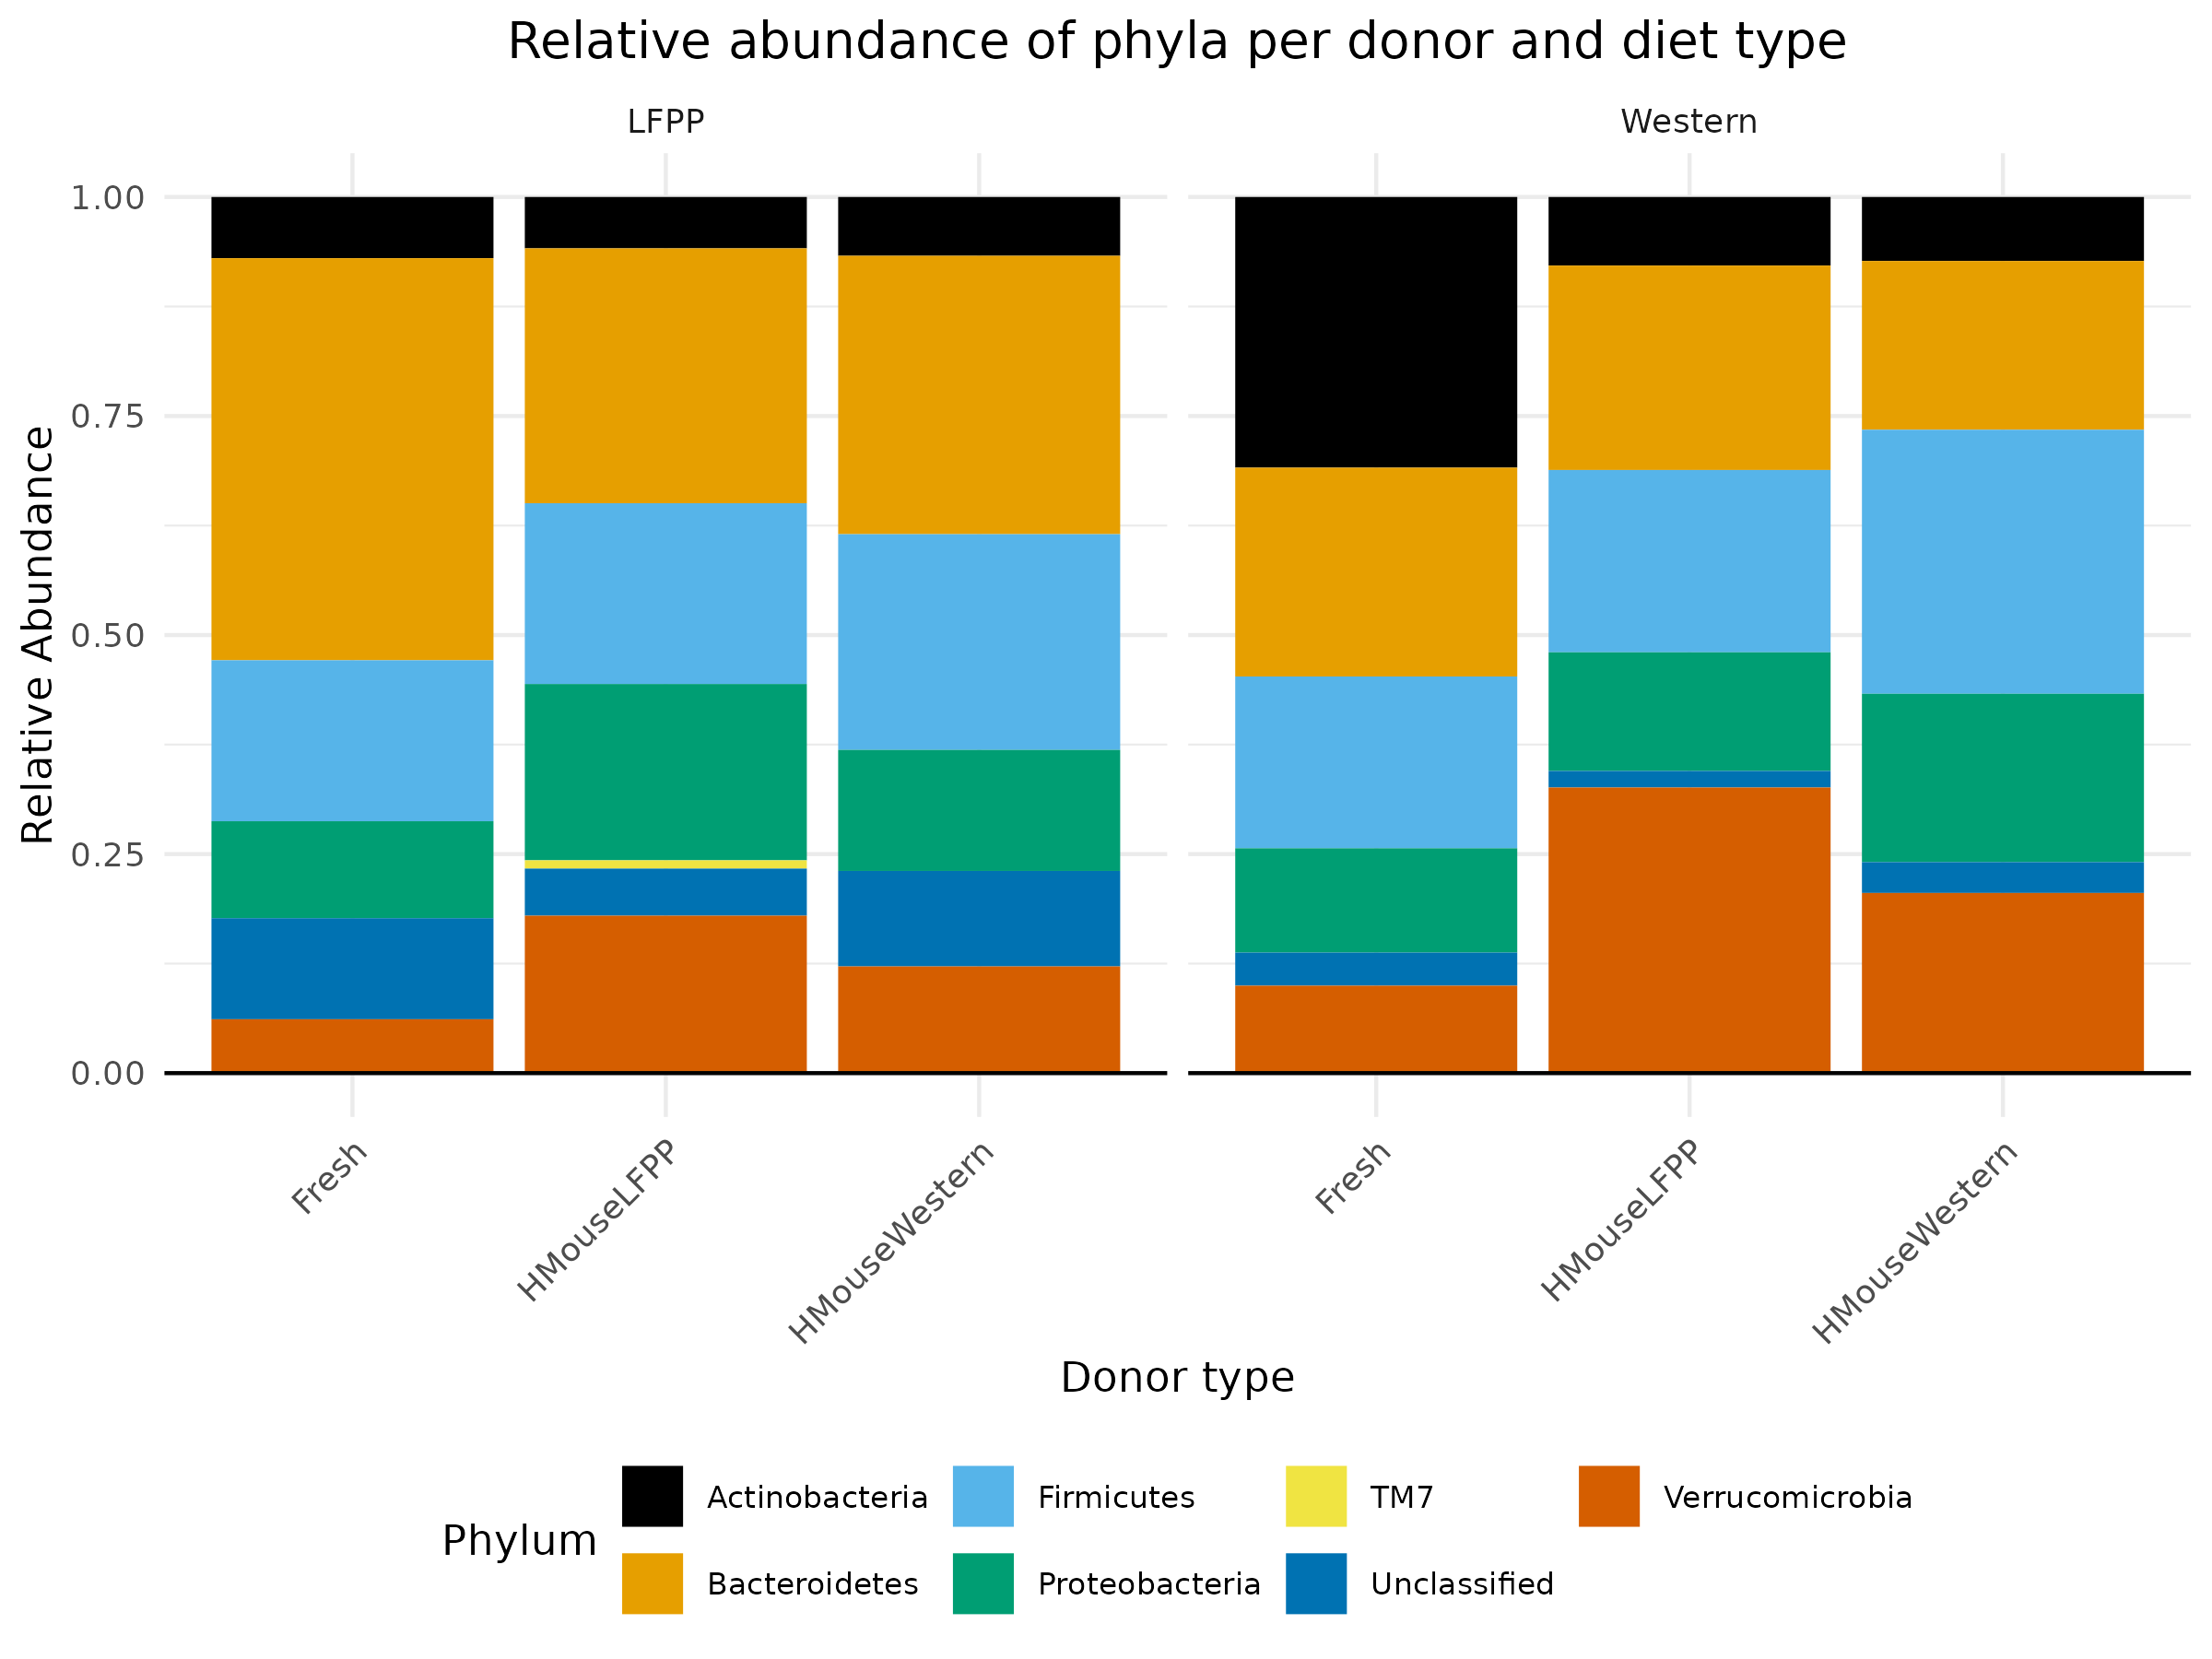 Relative abundance of phyla per donor and diet type
LFPP
Western
Relative Abundance
1.00
0.75
0.50
0.25
0.00
Fresh
HMouseLFPP
HMouseWestern
Fresh
HMouseLFPP
HMouseWestern
Donor type
Phylum
Actinobacteria
Bacteroidetes
Firmicutes
Proteobacteria
TM7
Unclassified
Verrucomicrobia